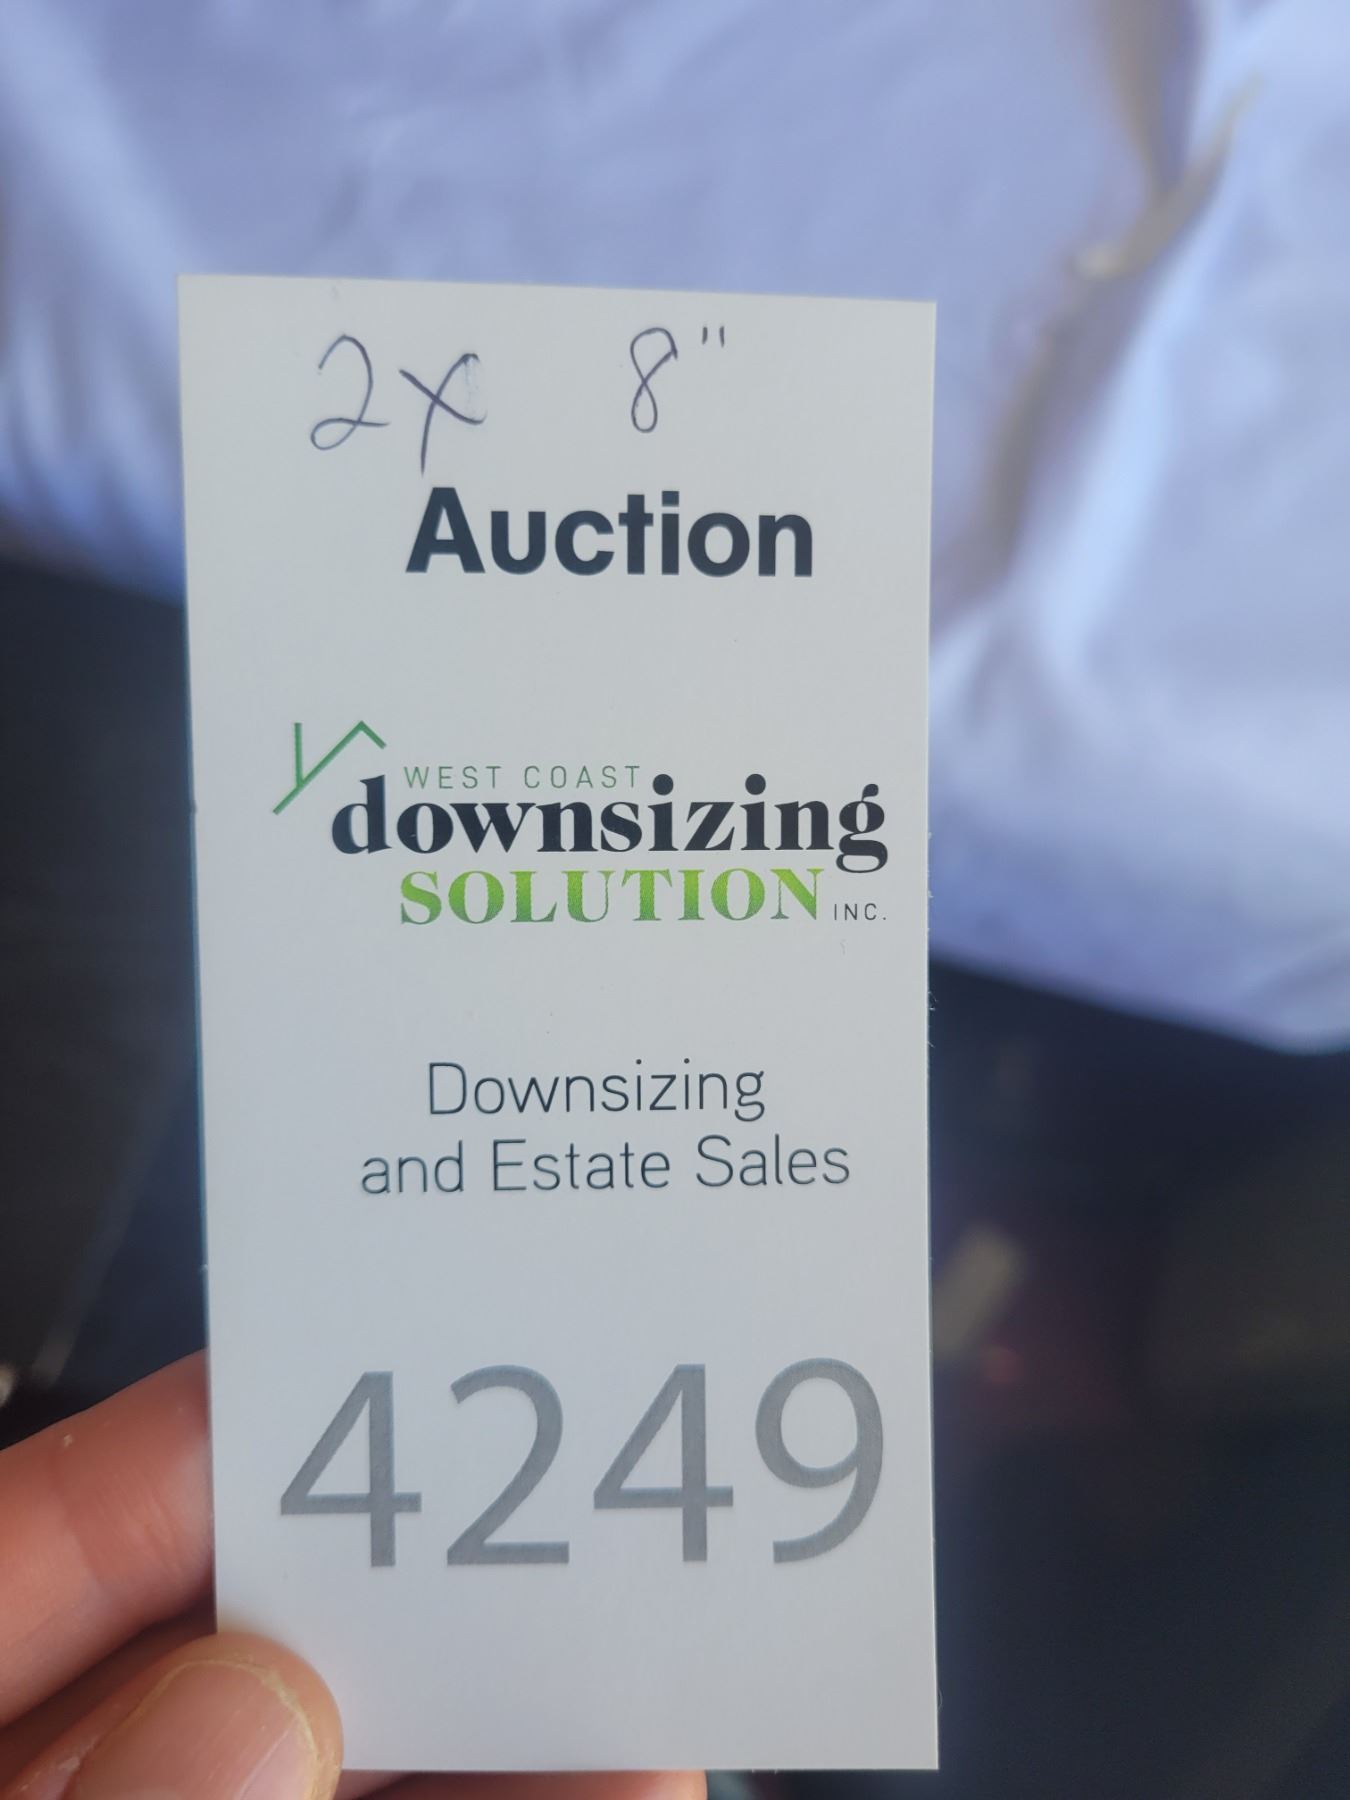 2x 8"
Auction
WEST COAST
downsizing
SOLUTION INC.
Downsizing
and Estate Sales
4249